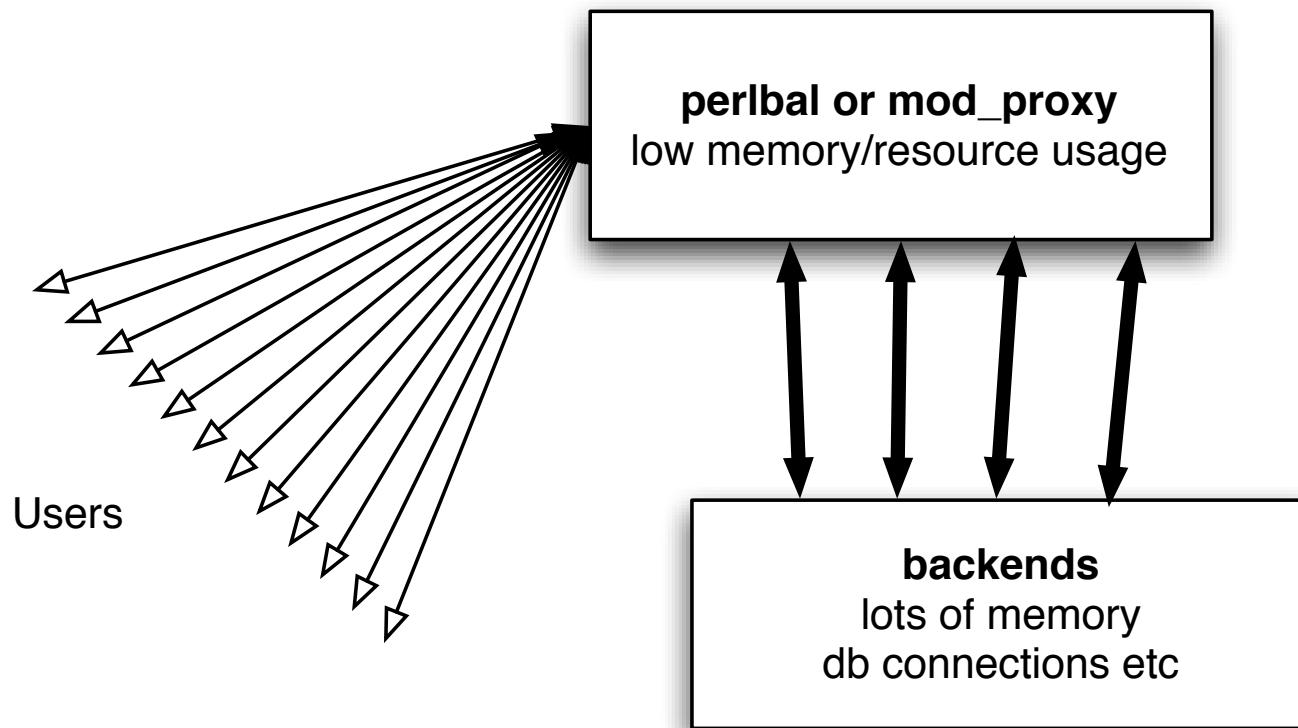 perlbal or mod_proxy
low memory/resource usage
Users
backends
lots of memory
db connections etc